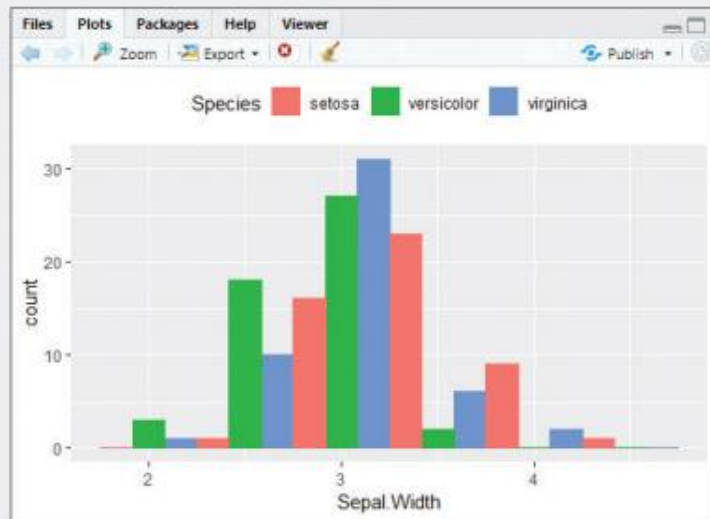 Files Plots Packages Help Viewer
Zoom Export Publish
Species setosa versicolor virginica
30
20
10
0
count
2 3 4
Sepal.Width